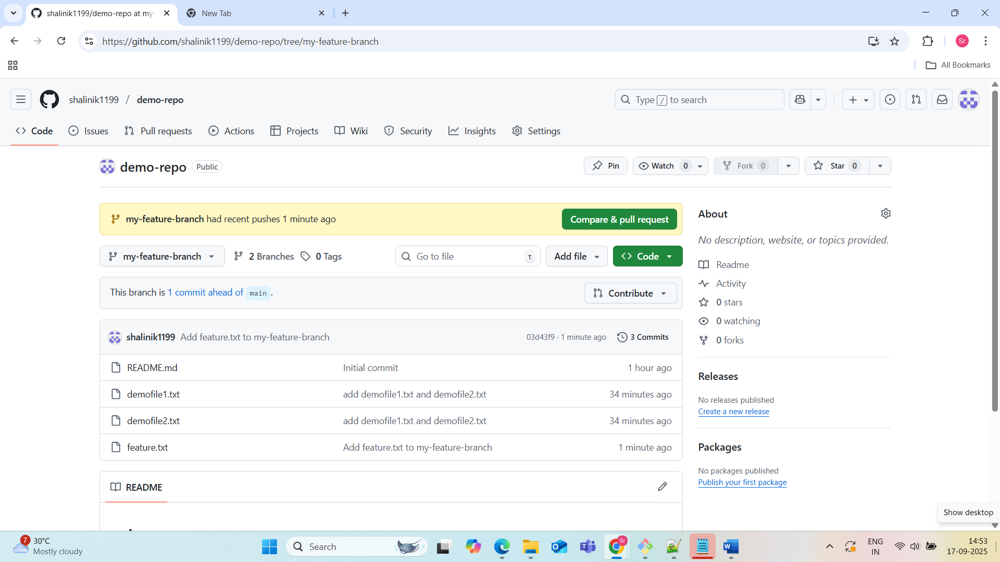 shalinik1199/demo-repo at my-
New Tab
https://github.com/shalinik1199/demo-repo/tree/my-feature-branch
Sr
All Bookmarks
shalinik1199 / demo-repo
Type / to search
Code
Issues
Pull requests
Actions
Projects
Wiki
Security
Insights
Settings
demo-repo Public
Pin
Watch 0
Fork 0
Star 0
my-feature-branch had recent pushes 1 minute ago
Compare & pull request
my-feature-branch
2 Branches
0 Tags
Go to file t
Add file
Code
This branch is 1 commit ahead of main .
Contribute
shalinik1199 Add feature.txt to my-feature-branch
03d43f9 · 1 minute ago
3 Commits
README.md Initial commit 1 hour ago
demofile1.txt add demofile1.txt and demofile2.txt 34 minutes ago
demofile2.txt add demofile1.txt and demofile2.txt 34 minutes ago
feature.txt Add feature.txt to my-feature-branch 1 minute ago
README
About
No description, website, or topics provided.
Readme
Activity
0 stars
0 watching
0 forks
Releases
No releases published
Create a new release
Packages
No packages published
Publish your first package
Show desktop
7
30°C
Mostly cloudy
Search
Sr
ENG
IN
14:53
17-09-2025